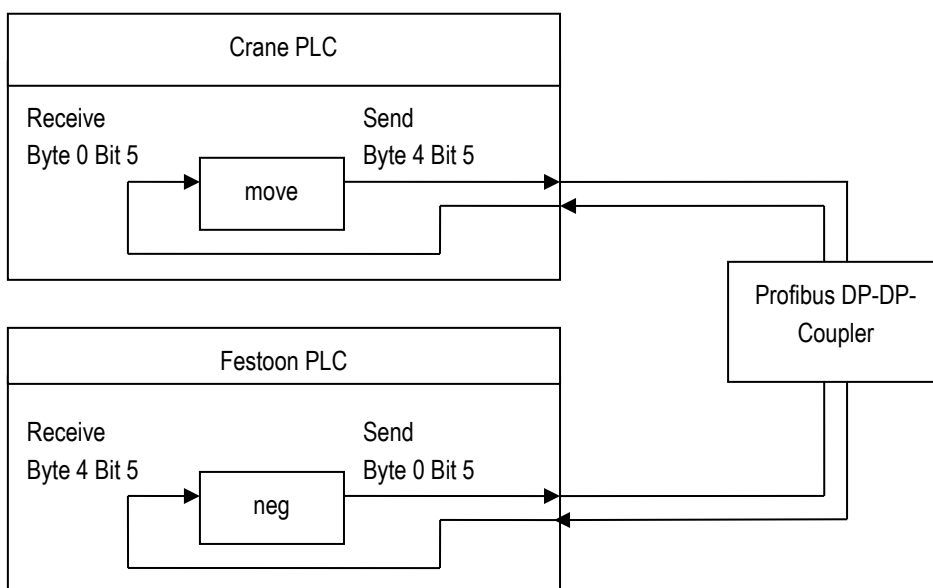 Crane PLC
Receive
Byte 0 Bit 5
Send
Byte 4 Bit 5
move
Profibus DP-DP-
Coupler
Festoon PLC
Receive
Byte 4 Bit 5
Send
Byte 0 Bit 5
neg